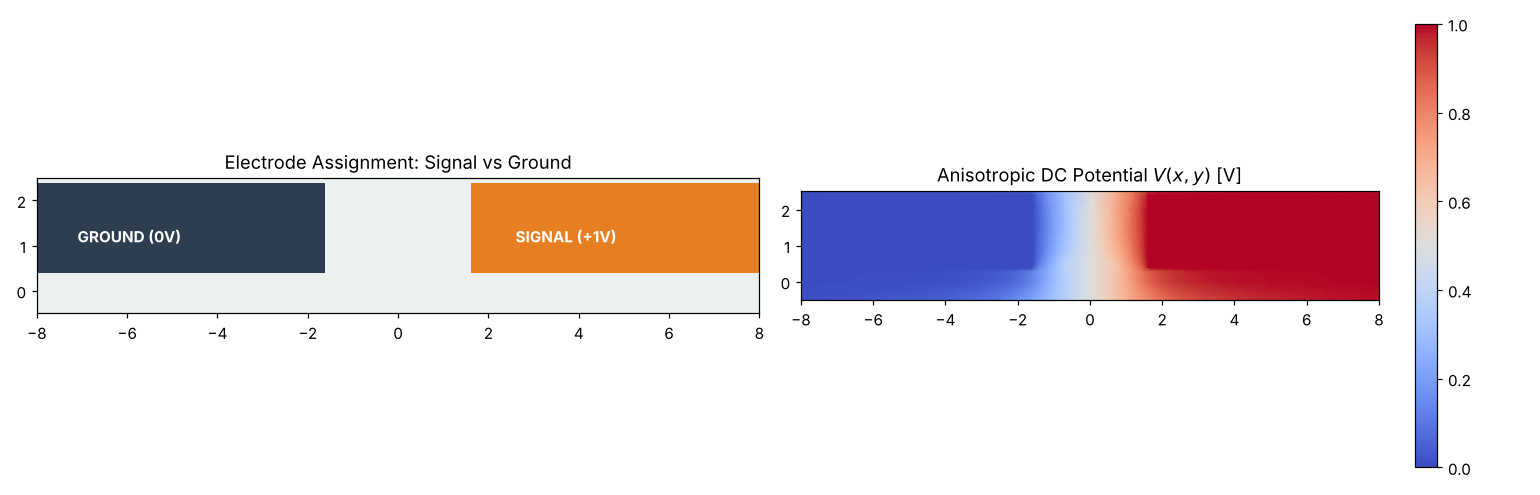 Electrode Assignment: Signal vs Ground
2
1
0
GROUND (0V)
SIGNAL (+1V)
−8 −6 −4 −2 0 2 4 6 8
Anisotropic DC Potential V(x, y) [V]
2
1
0
−8 −6 −4 −2 0 2 4 6 8
1.0
0.8
0.6
0.4
0.2
0.0